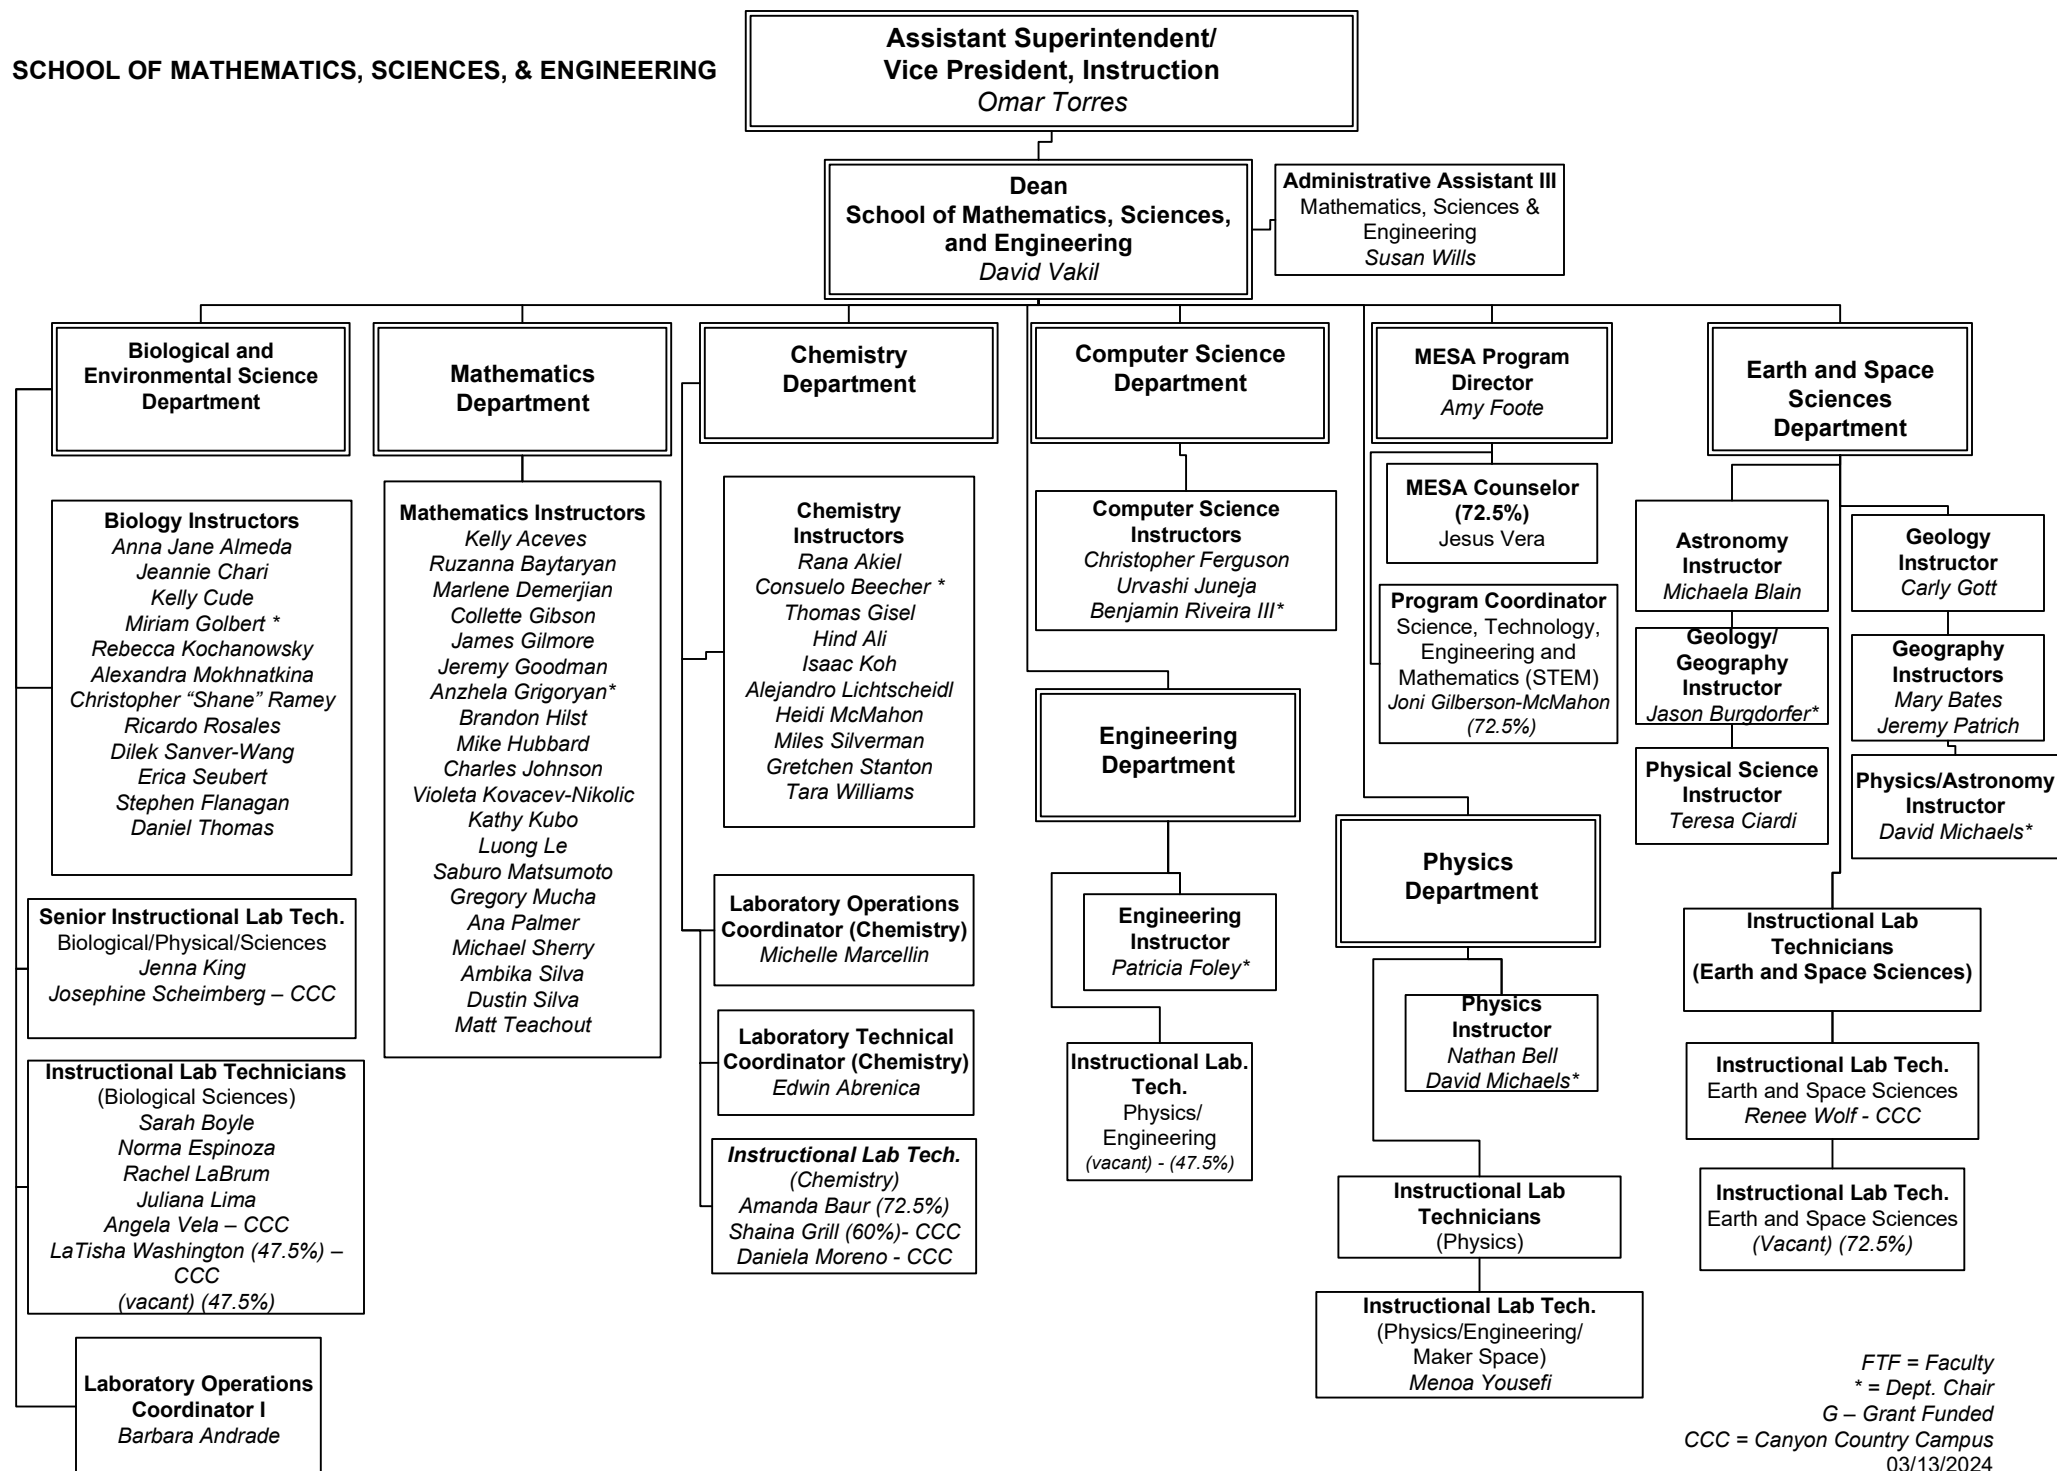 SCHOOL OF MATHEMATICS, SCIENCES, & ENGINEERING
Assistant Superintendent/
Vice President, Instruction
Omar Torres
Dean
School of Mathematics, Sciences,
and Engineering
David Vakil
Administrative Assistant III
Mathematics, Sciences &
Engineering
Susan Wills
Biological and
Environmental Science
Department
Biology Instructors
Anna Jane Almeda
Jeannie Chari
Kelly Cude
Miriam Golbert *
Rebecca Kochanowsky
Alexandra Mokhnatkina
Christopher “Shane” Ramey
Ricardo Rosales
Dilek Sanver-Wang
Erica Seubert
Stephen Flanagan
Daniel Thomas
Senior Instructional Lab Tech.
Biological/Physical/Sciences
Jenna King
Josephine Scheimberg – CCC
Instructional Lab Technicians
(Biological Sciences)
Sarah Boyle
Norma Espinoza
Rachel LaBrum
Juliana Lima
Angela Vela – CCC
LaTisha Washington (47.5%) –
CCC
(vacant) (47.5%)
Laboratory Operations
Coordinator I
Barbara Andrade
Mathematics
Department
Mathematics Instructors
Kelly Aceves
Ruzanna Baytaryan
Marlene Demerjian
Collette Gibson
James Gilmore
Jeremy Goodman
Anzhela Grigoryan*
Brandon Hilst
Mike Hubbard
Charles Johnson
Violeta Kovacev-Nikolic
Kathy Kubo
Luong Le
Saburo Matsumoto
Gregory Mucha
Ana Palmer
Michael Sherry
Ambika Silva
Dustin Silva
Matt Teachout
Chemistry
Department
Chemistry
Instructors
Rana Akiel
Consuelo Beecher *
Thomas Gisel
Hind Ali
Isaac Koh
Alejandro Lichtscheidl
Heidi McMahon
Miles Silverman
Gretchen Stanton
Tara Williams
Laboratory Operations
Coordinator (Chemistry)
Michelle Marcellin
Laboratory Technical
Coordinator (Chemistry)
Edwin Abrenica
Instructional Lab Tech.
(Chemistry)
Amanda Baur (72.5%)
Shaina Grill (60%)- CCC
Daniela Moreno - CCC
Computer Science
Department
Computer Science
Instructors
Christopher Ferguson
Urvashi Juneja
Benjamin Riveira III*
Engineering
Department
Engineering
Instructor
Patricia Foley*
Instructional Lab.
Tech.
Physics/
Engineering
(vacant) - (47.5%)
MESA Program
Director
Amy Foote
MESA Counselor
(72.5%)
Jesus Vera
Program Coordinator
Science, Technology,
Engineering and
Mathematics (STEM)
Joni Gilberson-McMahon
(72.5%)
Physics
Department
Physics
Instructor
Nathan Bell
David Michaels*
Instructional Lab
Technicians
(Physics)
Instructional Lab Tech.
(Physics/Engineering/
Maker Space)
Menoa Yousefi
Earth and Space
Sciences
Department
Astronomy
Instructor
Michaela Blain
Geology/
Geography
Instructor
Jason Burgdorfer*
Physical Science
Instructor
Teresa Ciardi
Geology
Instructor
Carly Gott
Geography
Instructors
Mary Bates
Jeremy Patrich
Physics/Astronomy
Instructor
David Michaels*
Instructional Lab
Technicians
(Earth and Space Sciences)
Instructional Lab Tech.
Earth and Space Sciences
Renee Wolf - CCC
Instructional Lab Tech.
Earth and Space Sciences
(Vacant) (72.5%)
FTF = Faculty
* = Dept. Chair
G – Grant Funded
CCC = Canyon Country Campus
03/13/2024